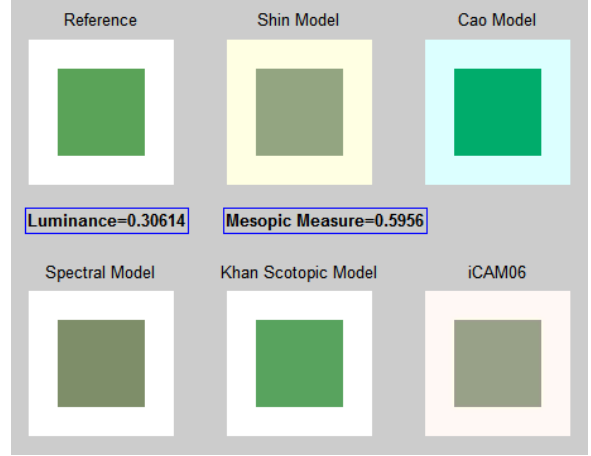 Reference
Shin Model
Cao Model
Luminance=0.30614
Mesopic Measure=0.5956
Spectral Model
Khan Scotopic Model
iCAM06